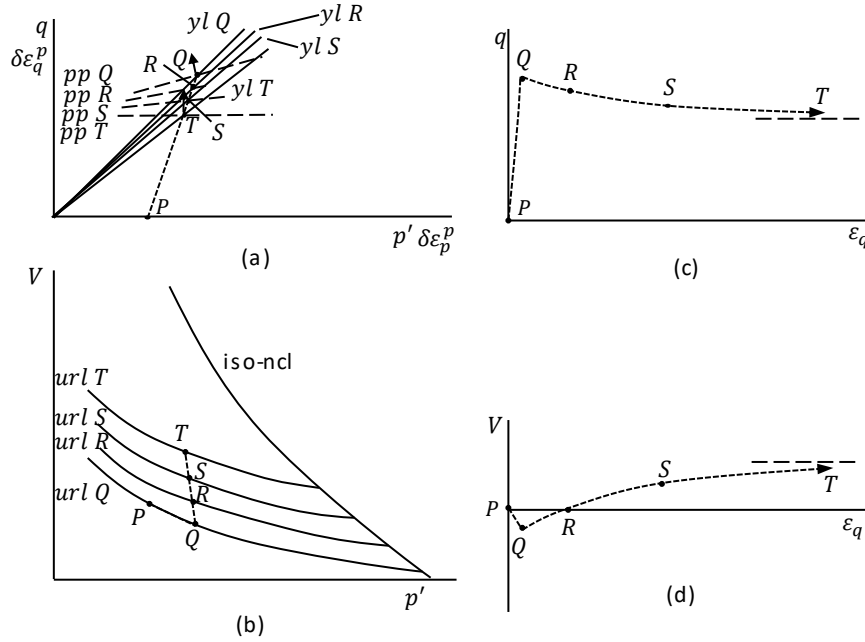 q
δε_q^p
yl Q
yl R
yl S
R
Q
pp Q
pp R
pp S
pp T
yl T
T
S
P
p′ δε_p^p
(a)
q
Q
R
S
T
P
ε_q
(c)
V
iso-ncl
url T
url S
url R
url Q
T
S
R
P
Q
p′
(b)
V
P
S
T
R
Q
ε_q
(d)